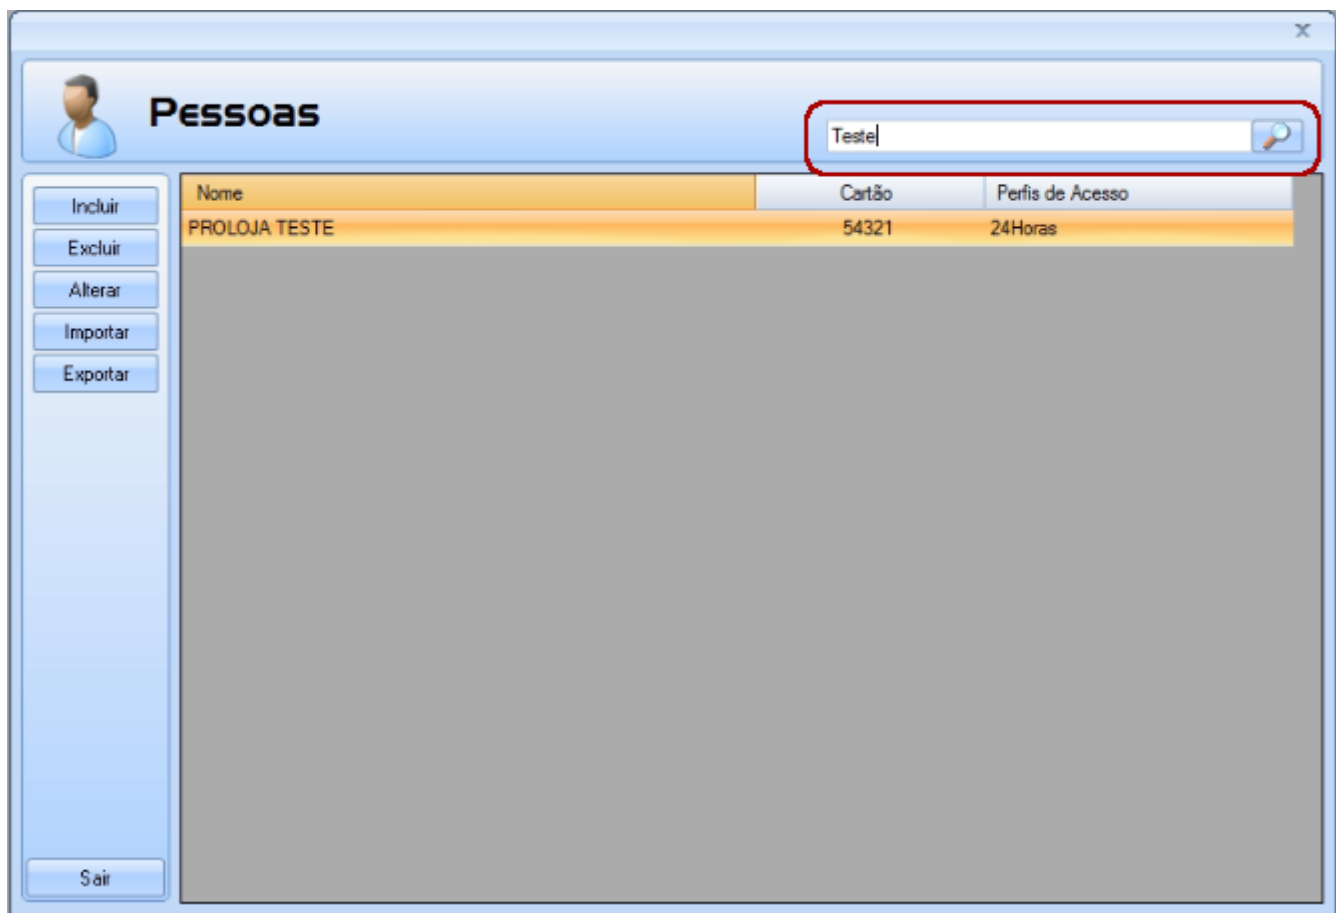 x
Pessoas
Teste
Incluir
Excluir
Alterar
Importar
Exportar
Sair
Nome Cartão Perfis de Acesso
PROLOJA TESTE 54321 24Horas